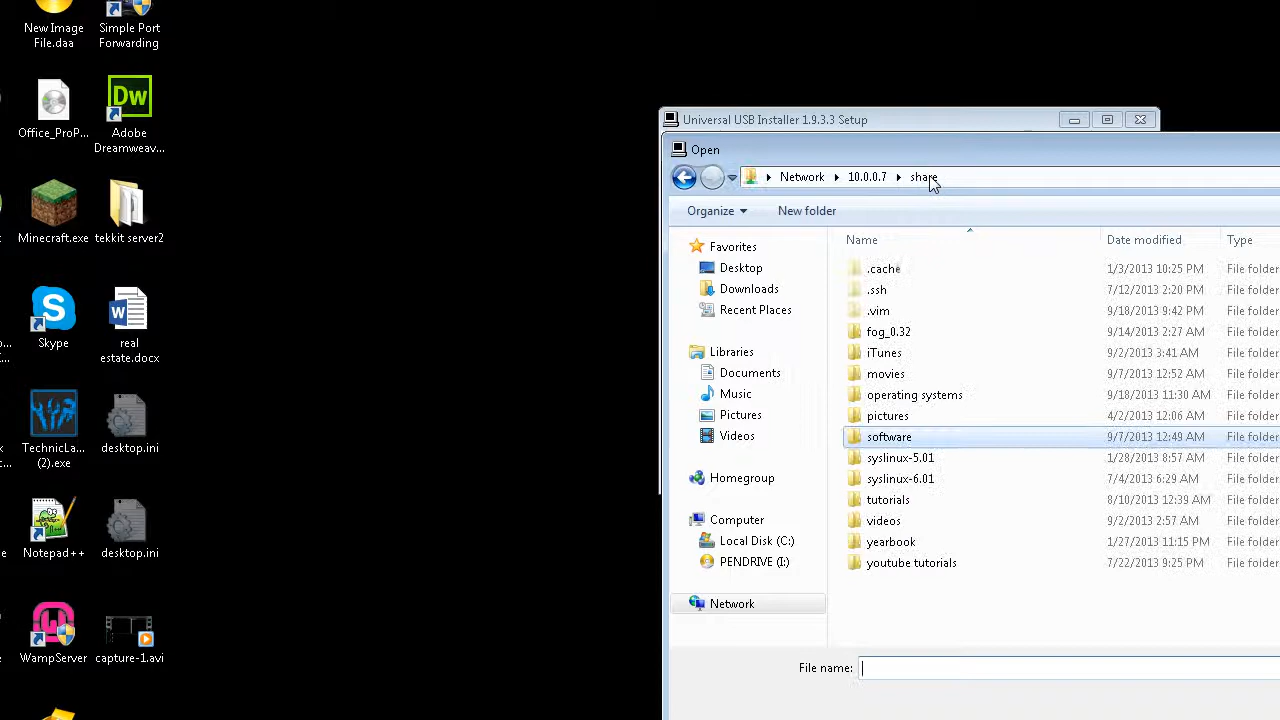 New Image
File.daa
Simple Port
Forwarding
Office_ProP...
Dw
Adobe
Dreamweav...
Minecraft.exe
tekkit server2
Skype
real
estate.docx
TechnicLa...
(2).exe
desktop.ini
Notepad++
desktop.ini
WampServer
capture-1.avi
Universal USB Installer 1.9.3.3 Setup
Open
Network
10.0.0.7
share
Organize
New folder
Name
Date modified
Type
Favorites
Desktop
Downloads
Recent Places
Libraries
Documents
Music
Pictures
Videos
Homegroup
Computer
Local Disk (C:)
PENDRIVE (I:)
Network
.cache 1/3/2013 10:25 PM File folder
.ssh 7/12/2013 2:20 PM File folder
.vim 9/18/2013 9:42 PM File folder
fog_0.32 9/14/2013 2:27 AM File folder
iTunes 3:41 AM File folder
movies 9/7/2013 12:52 AM File folder
operating systems 9/18/2013 11:30 AM File folder
pictures 4/2/2013 12:06 AM File folder
software 9/7/2013 12:49 AM File folder
syslinux-5.01 1/28/2013 8:57 AM File folder
syslinux-6.01 7/4/2013 6:29 AM File folder
tutorials 8/10/2013 File folder
videos 2:57 AM File folder
yearbook 1/27/2013 11:15 PM File folder
youtube tutorials 7/22/2013 9:25 PM File folder
File name: